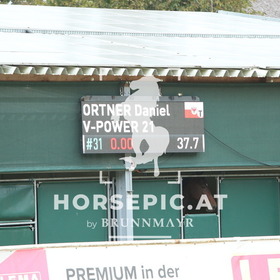 ORTNER Daniel
V-POWER 21
#31 0.00 37.7
HORSEPIC.AT
by BRUNNMAYR
PREMIUM in der